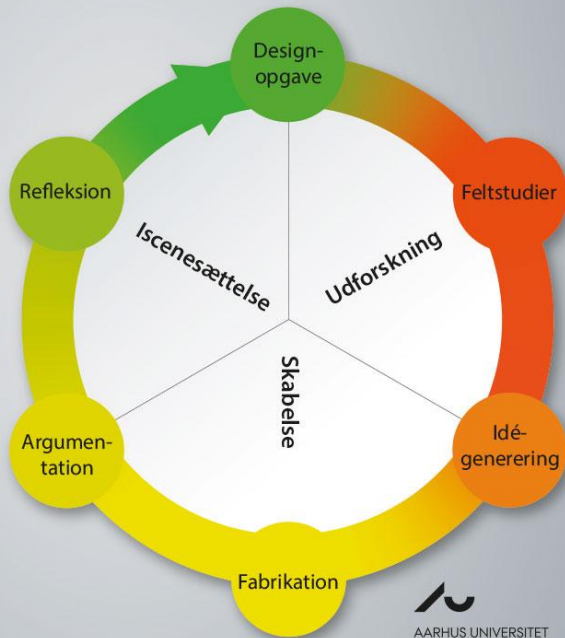 Design-
opgave
Refleksion
Feltstudier
Iscenesættelse
Udforskning
Skabelse
Argumen-
tation
Idé-
generering
Fabrikation
AARHUS UNIVERSITET